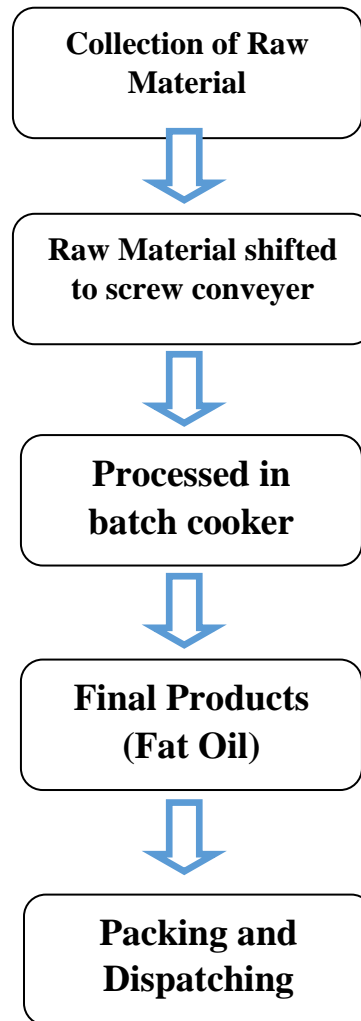 Collection of Raw
Material
Raw Material shifted
to screw conveyer
Processed in
batch cooker
Final Products
(Fat Oil)
Packing and
Dispatching